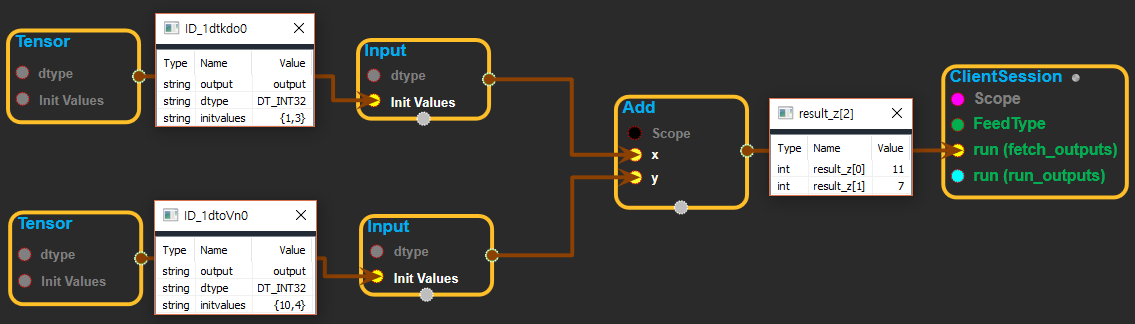 Tensor
dtype
Init Values
ID_1dtkdo0
Type Name Value
string output output
string dtype DT_INT32
string initvalues {1,3}
Input
dtype
Init Values
Tensor
dtype
Init Values
ID_1dtoVn0
Type Name Value
string output output
string dtype DT_INT32
string initvalues {10,4}
Input
dtype
Init Values
Add
Scope
x
y
result_z[2]
Type Name Value
int result_z[0] 11
int result_z[1] 7
ClientSession
Scope
FeedType
run (fetch_outputs)
run (run_outputs)